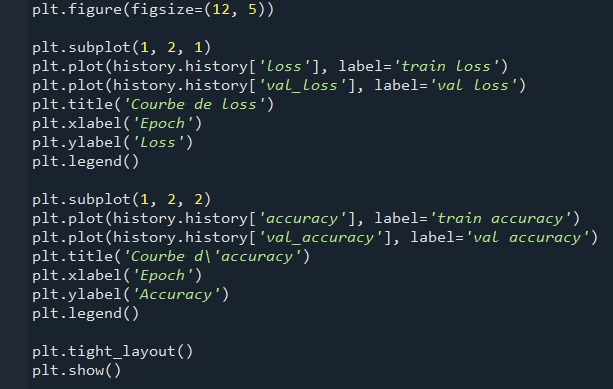 plt.figure(figsize=(12, 5))
plt.subplot(1, 2, 1)
plt.plot(history.history['loss'], label='train loss')
plt.plot(history.history['val_loss'], label='val loss')
plt.title('Courbe de loss')
plt.xlabel('Epoch')
plt.ylabel('Loss')
plt.legend()
plt.subplot(1, 2, 2)
plt.plot(history.history['accuracy'], label='train accuracy')
plt.plot(history.history['val_accuracy'], label='val accuracy')
plt.title('Courbe d\'accuracy')
plt.xlabel('Epoch')
plt.ylabel('Accuracy')
plt.legend()
plt.tight_layout()
plt.show()